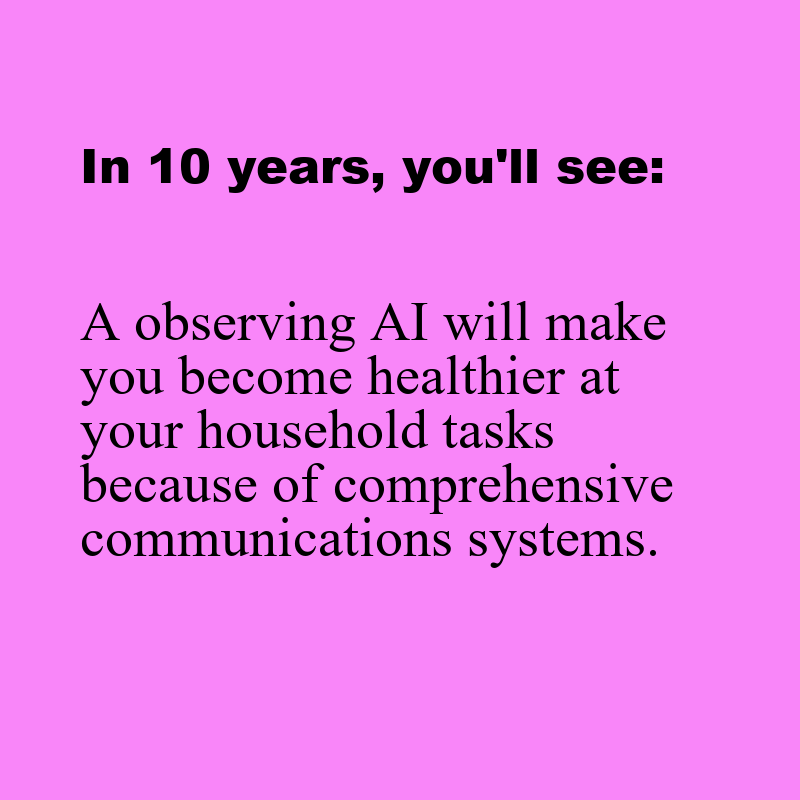 In 10 years, you'll see:
A observing AI will make
you become healthier at
your household tasks
because of comprehensive
communications systems.